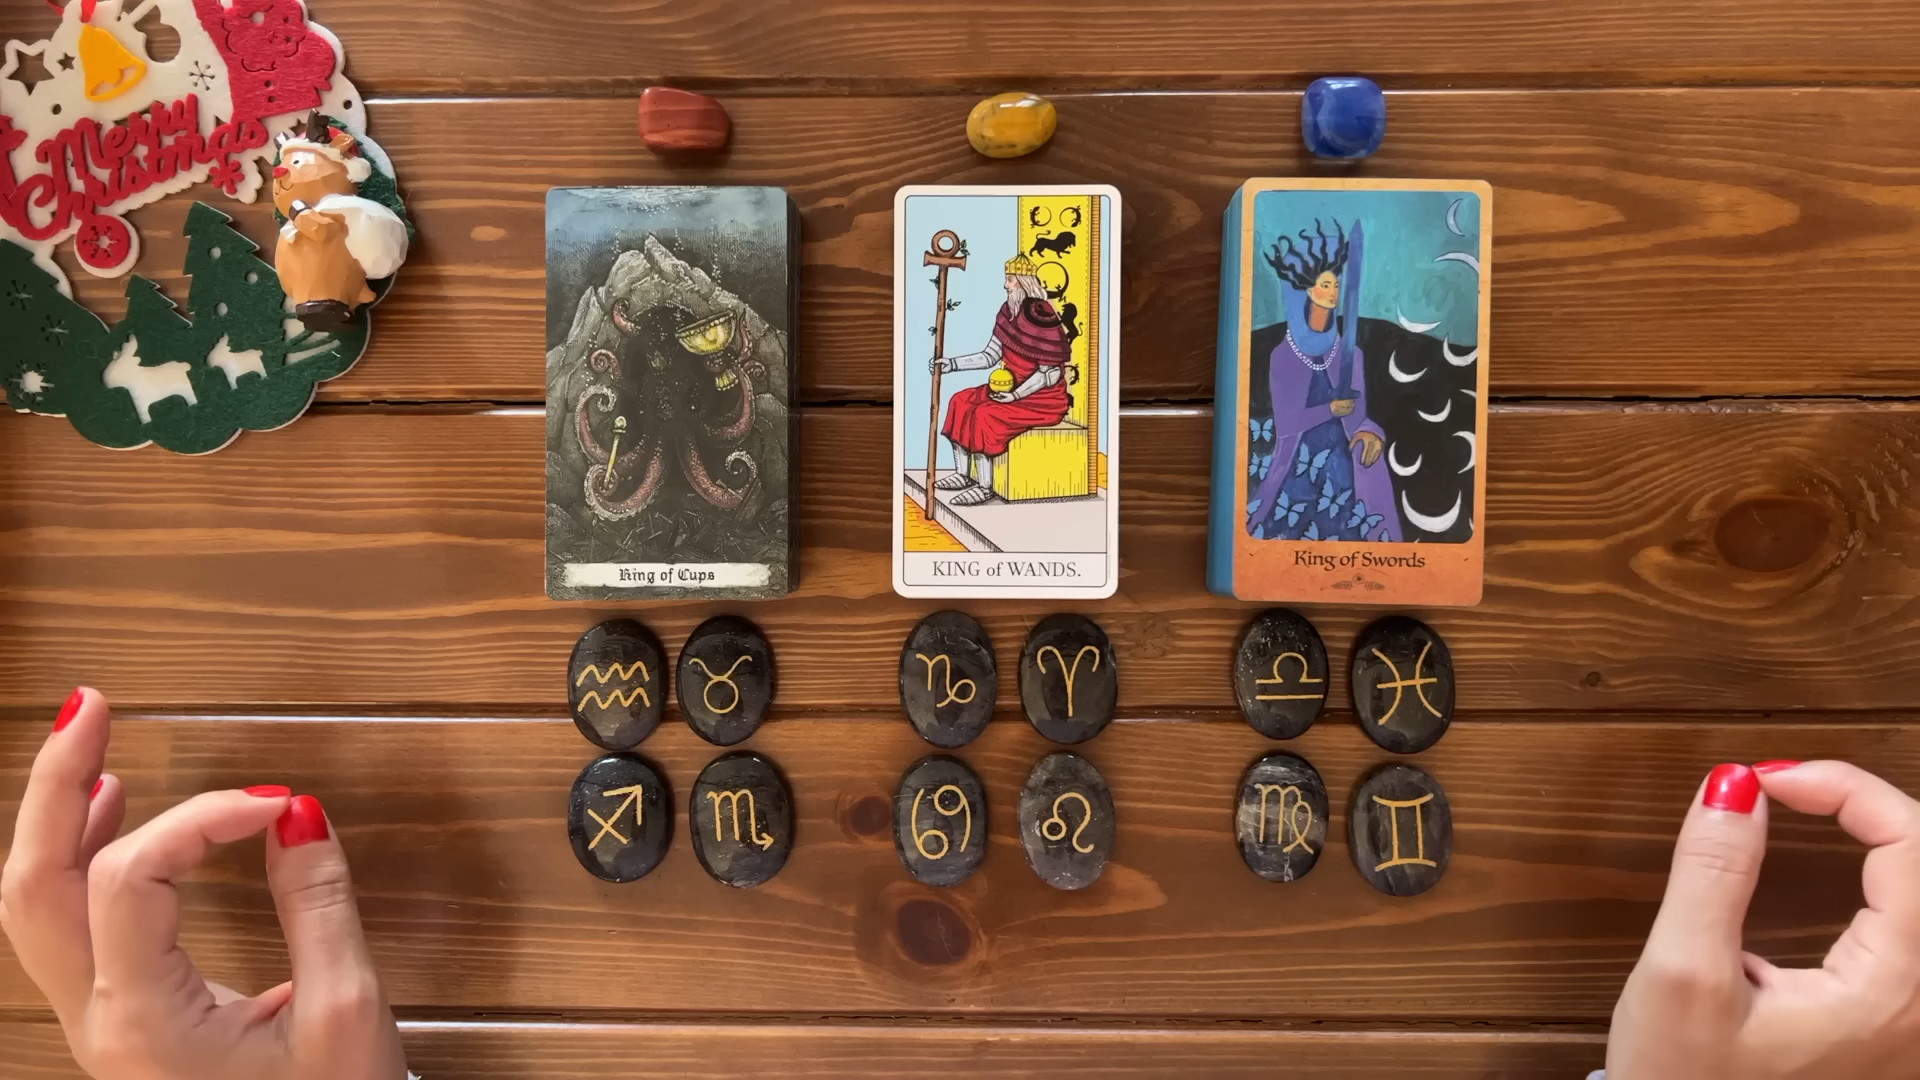 Merry
Christmas
King of Cups
KING of WANDS.
King of Swords